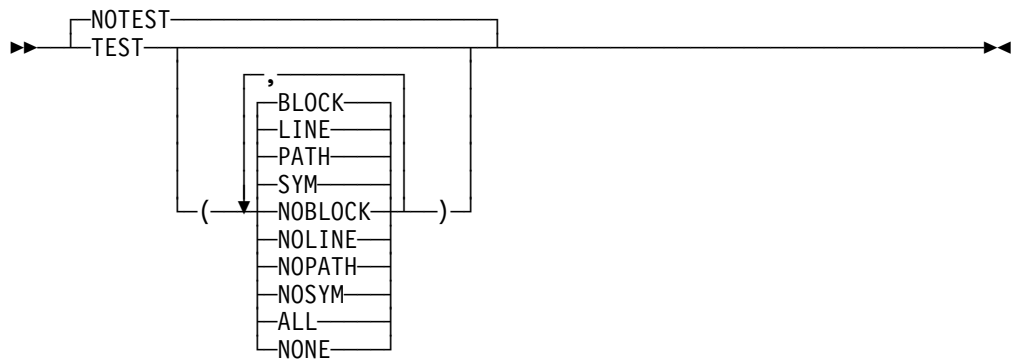 NOTEST
TEST
,
BLOCK
LINE
PATH
SYM
( NOBLOCK )
NOLINE
NOPATH
NOSYM
ALL
NONE